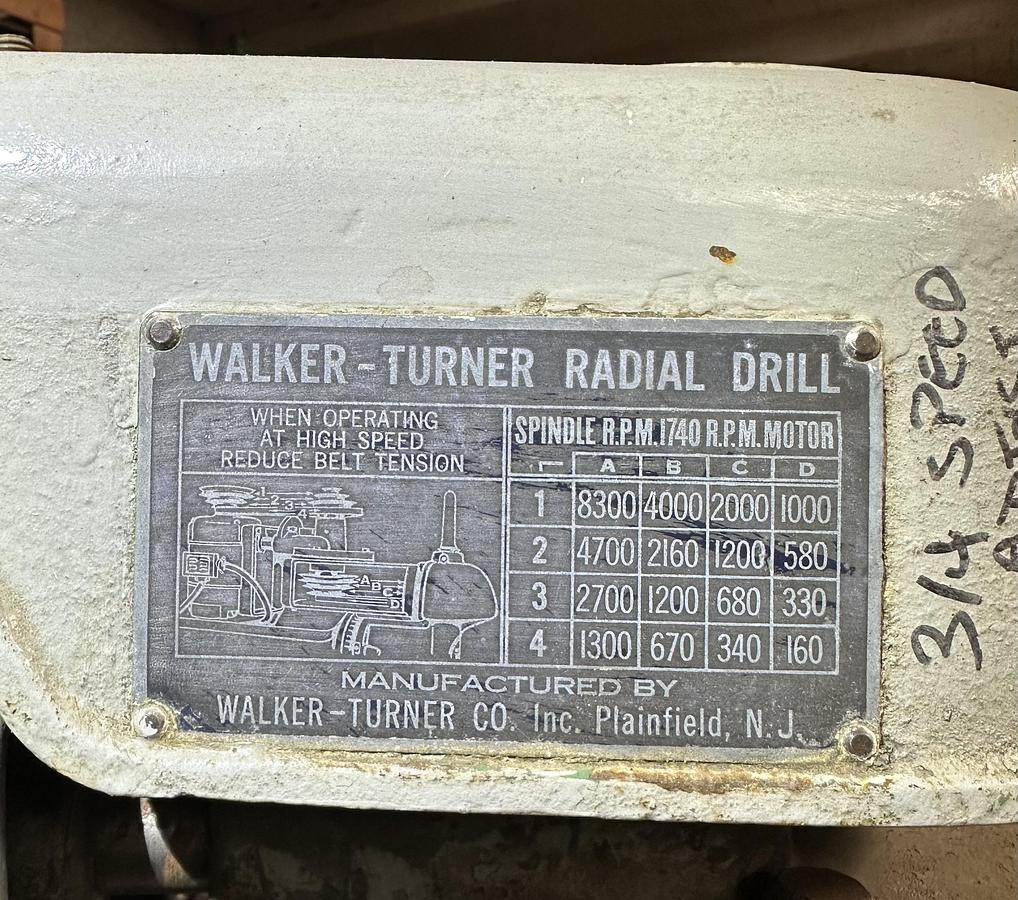 WALKER-TURNER RADIAL DRILL
WHEN OPERATING
AT HIGH SPEED
REDUCE BELT TENSION
1 2 3 4
A B C D
SPINDLE R.P.M. 1740 R.P.M. MOTOR
A B C D
1 8300 4000 2000 1000
2 4700 2160 1200 580
3 2700 1200 680 330
4 1300 670 340 160
MANUFACTURED BY
WALKER-TURNER CO. Inc. Plainfield, N.J.
3/4 SPEED